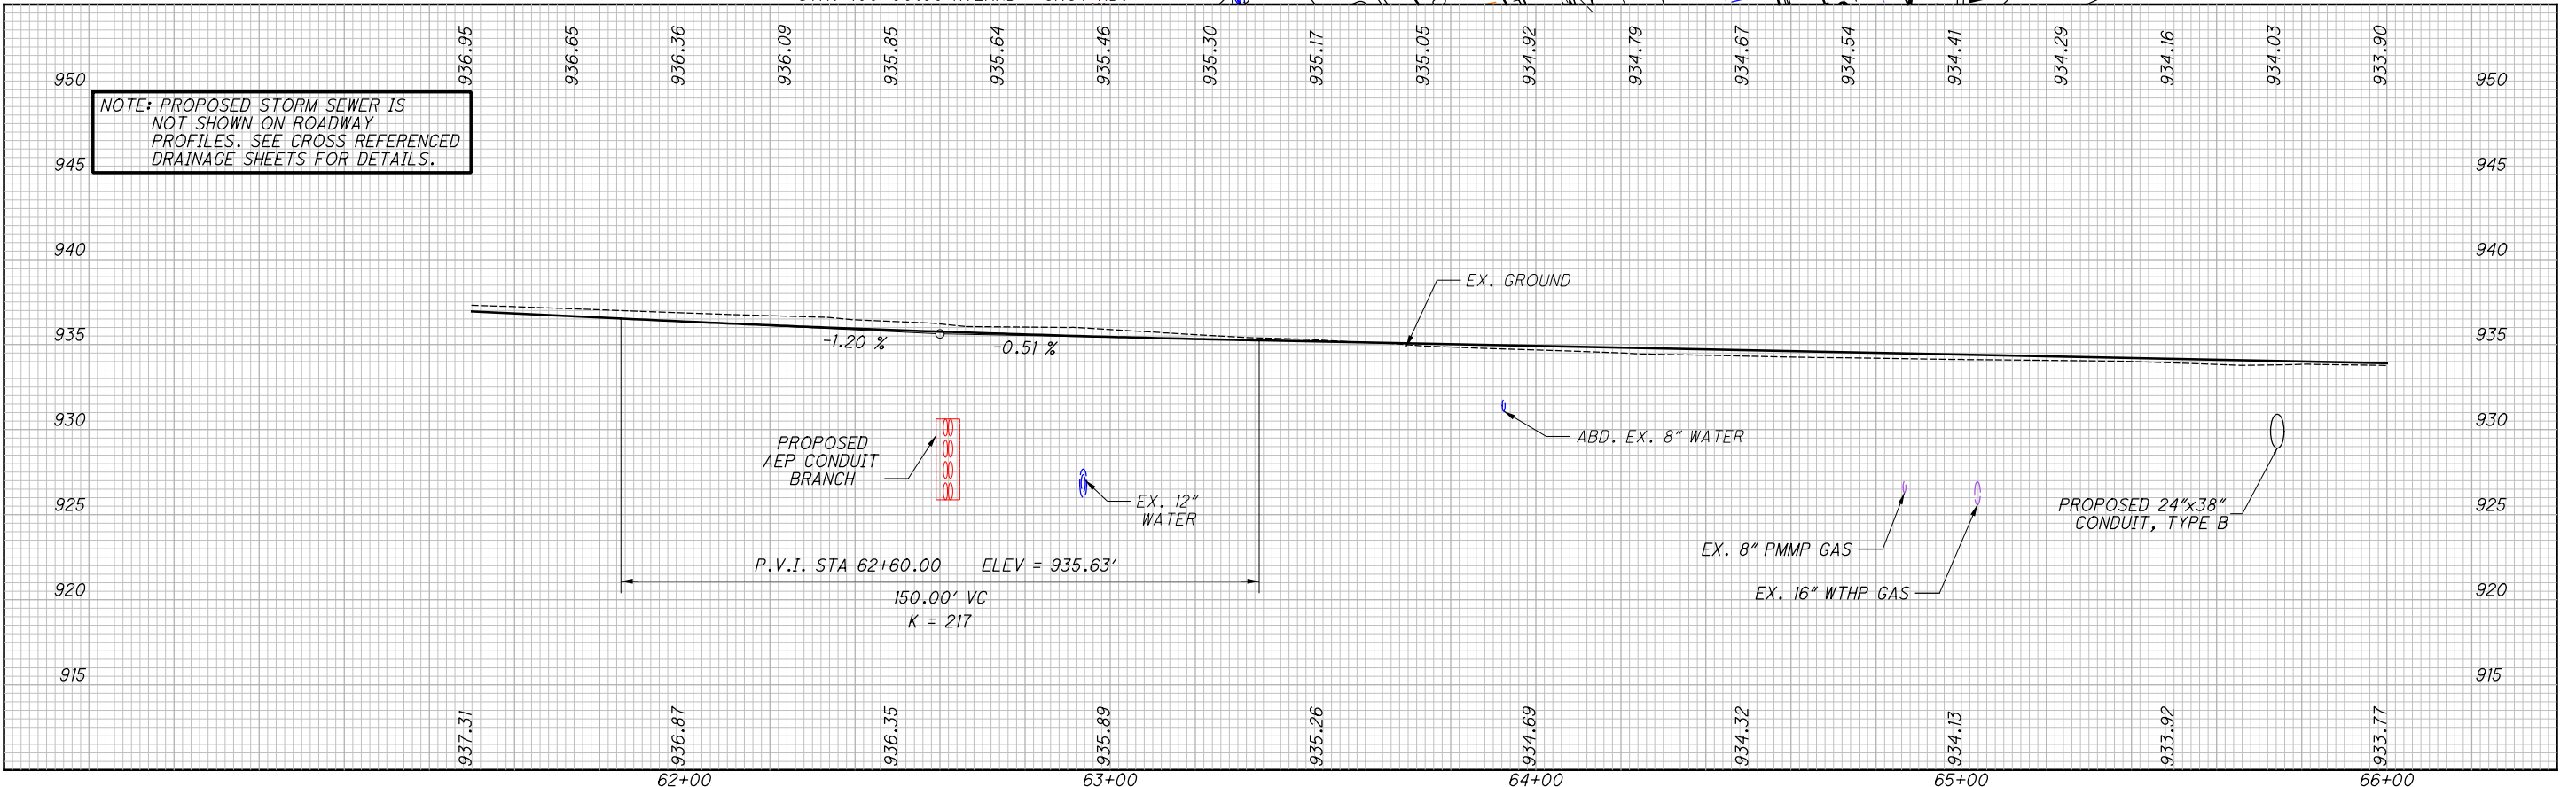 936.95 936.65 936.36 936.09 935.85 935.64 935.46 935.30 935.17 935.05 934.92 934.79 934.67 934.54 934.41 934.29 934.16 934.03 933.90
950 950
NOTE: PROPOSED STORM SEWER IS
NOT SHOWN ON ROADWAY
PROFILES. SEE CROSS REFERENCED
DRAINAGE SHEETS FOR DETAILS.
945 945
940 940
EX. GROUND
935 935
-1.20 %
-0.51 %
930 930
PROPOSED
AEP CONDUIT
BRANCH
ABD. EX. 8" WATER
925 925
EX. 12"
WATER
PROPOSED 24"x38"
CONDUIT, TYPE B
EX. 8" PMMP GAS
P.V.I. STA 62+60.00 ELEV = 935.63'
920 920
EX. 16" WTHP GAS
150.00' VC
K = 217
915 915
937.31 936.87 936.35 935.89 935.26 934.69 934.32 934.13 933.92 933.77
62+00 63+00 64+00 65+00 66+00